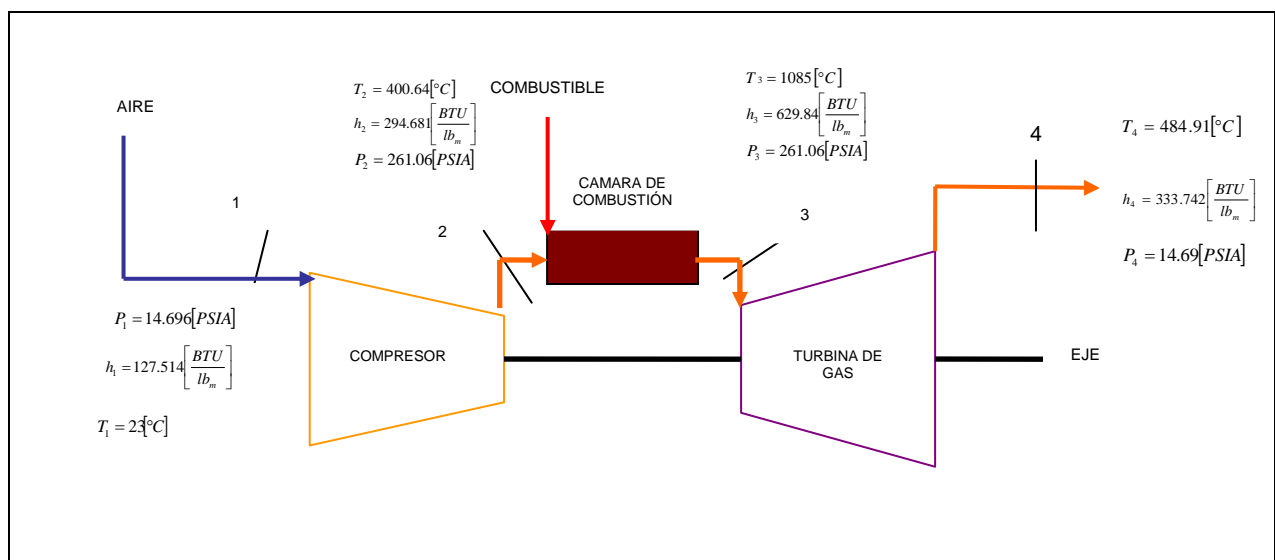 AIRE
T₂ = 400.64[°C]
h₂ = 294.681[BTU/lbₘ]
P₂ = 261.06[PSIA]
COMBUSTIBLE
T₃ = 1085[°C]
h₃ = 629.84[BTU/lbₘ]
P₃ = 261.06[PSIA]
4
T₄ = 484.91[°C]
h₄ = 333.742[BTU/lbₘ]
P₄ = 14.69[PSIA]
CAMARA DE
COMBUSTIÓN
1
2
3
P₁ = 14.696[PSIA]
h₁ = 127.514[BTU/lbₘ]
T₁ = 23[°C]
COMPRESOR
TURBINA DE
GAS
EJE